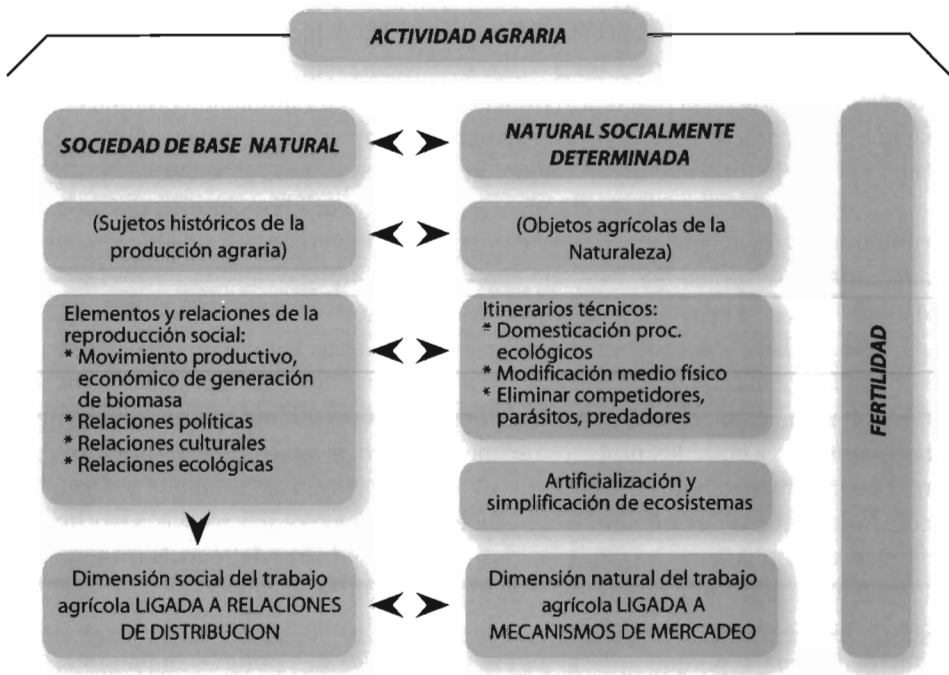 ACTIVIDAD AGRARIA
SOCIEDAD DE BASE NATURAL
NATURAL SOCIALMENTE
DETERMINADA
(Sujetos históricos de la
producción agraria)
(Objetos agrícolas de la
Naturaleza)
Elementos y relaciones de la
reproducción social:
* Movimiento productivo,
económico de generación
de biomasa
* Relaciones políticas
* Relaciones culturales
* Relaciones ecológicas
Itinerarios técnicos:
* Domesticación proc.
ecológicos
* Modificación medio físico
* Eliminar competidores,
parásitos, predadores
Artificialización y
simplificación de ecosistemas
Dimensión social del trabajo
agrícola LIGADA A RELACIONES
DE DISTRIBUCION
Dimensión natural del trabajo
agrícola LIGADA A
MECANISMOS DE MERCADEO
FERTILIDAD